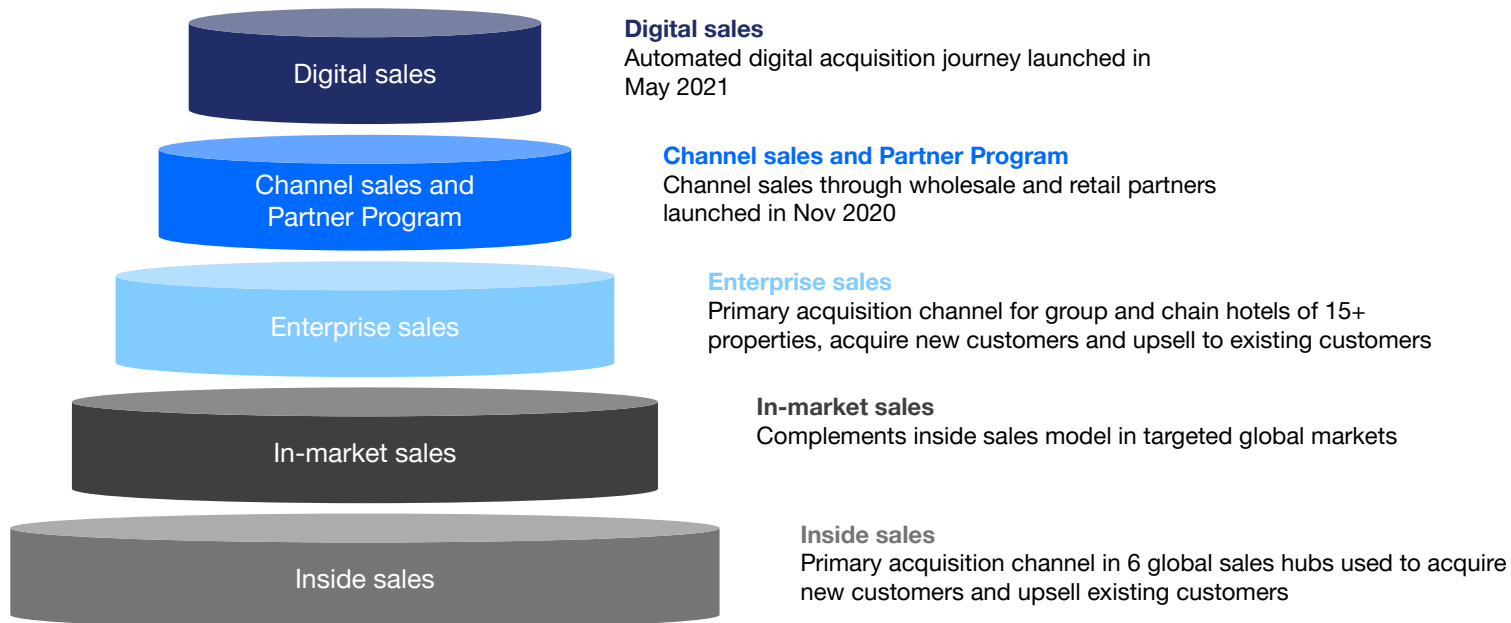 Digital sales
Digital sales
Automated digital acquisition journey launched in
May 2021
Channel sales and
Partner Program
Channel sales and Partner Program
Channel sales through wholesale and retail partners
launched in Nov 2020
Enterprise sales
Enterprise sales
Primary acquisition channel for group and chain hotels of 15+
properties, acquire new customers and upsell to existing customers
In-market sales
In-market sales
Complements inside sales model in targeted global markets
Inside sales
Inside sales
Primary acquisition channel in 6 global sales hubs used to acquire
new customers and upsell existing customers